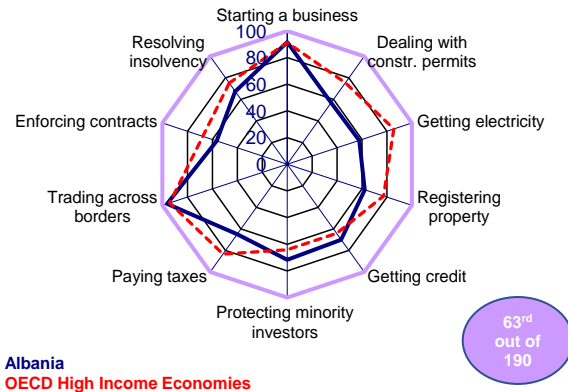 Starting a business
100
80
60
40
20
0
Dealing with
constr. permits
Getting electricity
Registering
property
Getting credit
Protecting minority
investors
Paying taxes
Trading across
borders
Enforcing contracts
Resolving
insolvency
63rd
out of
190
Albania
OECD High Income Economies